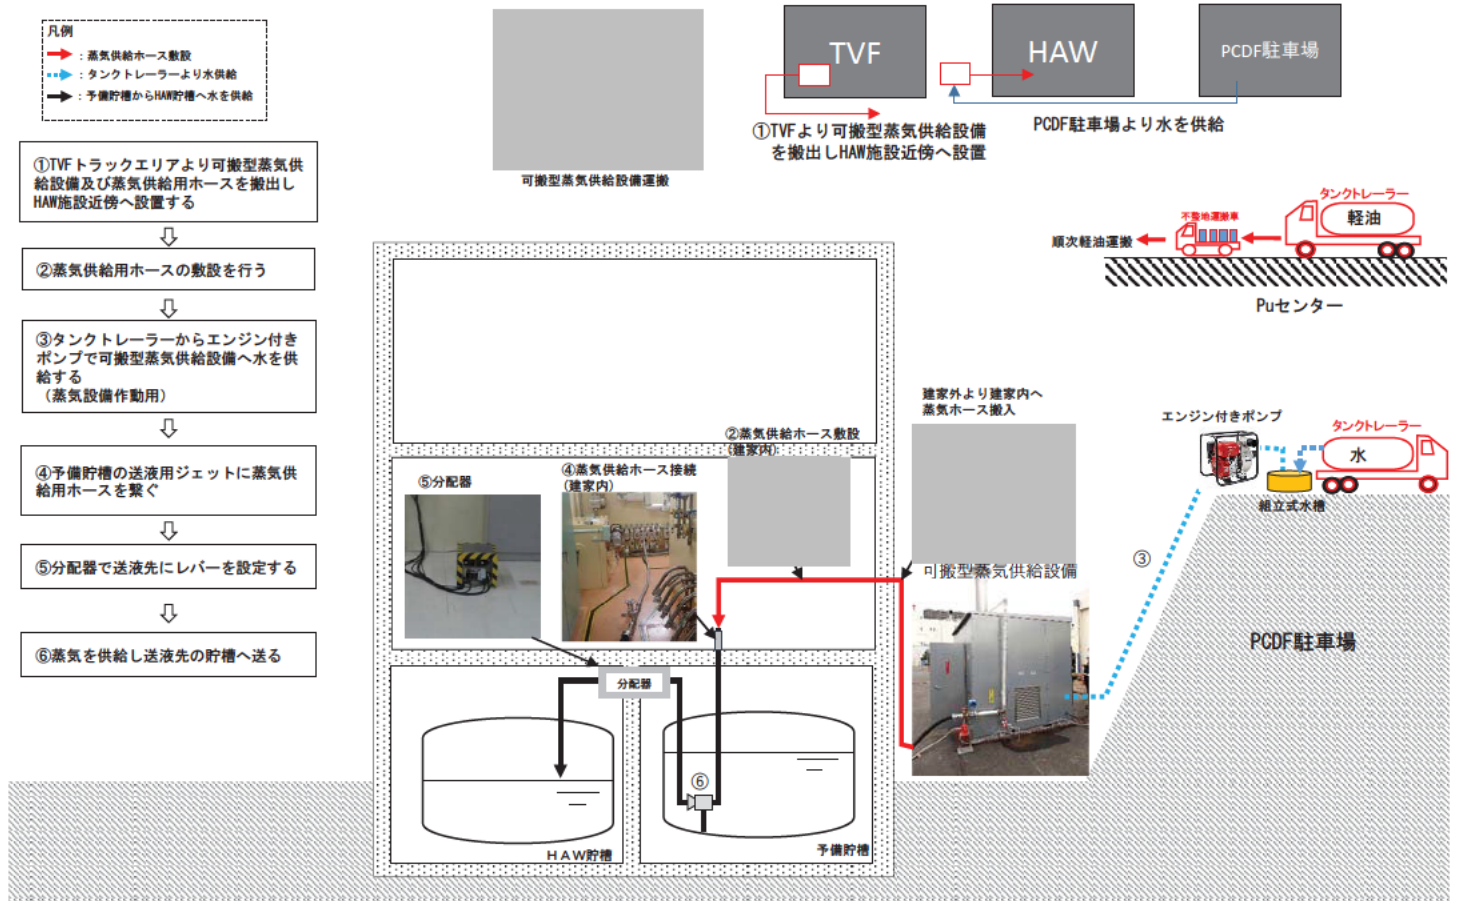 凡例
：蒸気供給ホース敷設
：タンクトレーラーより水供給
：予備貯槽からHAW貯槽へ水を供給
①TVFトラックエリアより可搬型蒸気供
給設備及び蒸気供給用ホースを搬出し
HAW施設近傍へ設置する
②蒸気供給用ホースの敷設を行う
③タンクトレーラーからエンジン付き
ポンプで可搬型蒸気供給設備へ水を供
給する
（蒸気設備作動用）
④予備貯槽の送液用ジェットに蒸気供
給用ホースを繋ぐ
⑤分配器で送液先にレバーを設定する
⑥蒸気を供給し送液先の貯槽へ送る
可搬型蒸気供給設備運搬
TVF
HAW
PCDF駐車場
①TVFより可搬型蒸気供給設備
を搬出しHAW施設近傍へ設置
PCDF駐車場より水を供給
タンクトレーラー
不整地運搬車
軽油
順次軽油運搬
Puセンター
建家外より建家内へ
蒸気ホース搬入
②蒸気供給ホース敷設
(建家内)
④蒸気供給ホース接続
(建家内)
⑤分配器
エンジン付きポンプ
タンクトレーラー
水
組立式水槽
③
可搬型蒸気供給設備
PCDF駐車場
分配器
⑥
HAW貯槽
予備貯槽